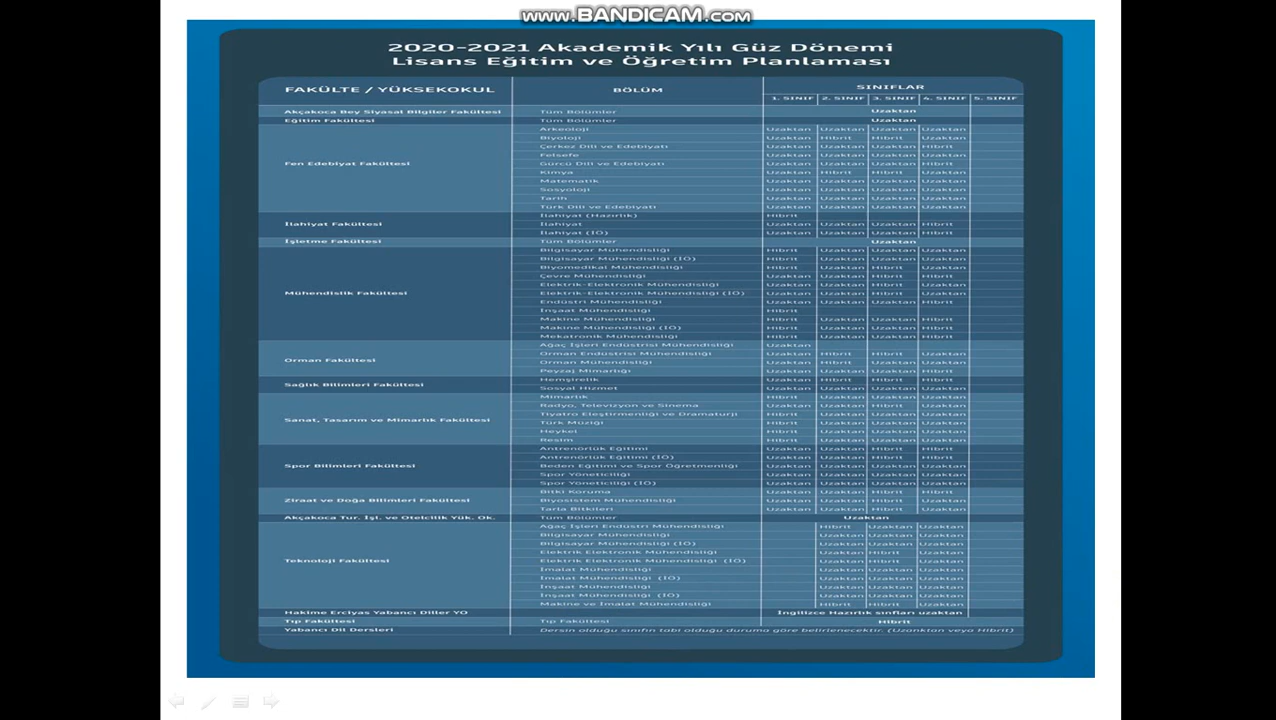 www.BANDICAM.com
2020-2021 Akademik Yılı Güz Dönemi
Lisans Eğitim ve Öğretim Planlaması
FAKÜLTE / YÜKSEKOKUL BÖLÜM SINIFLAR
1. SINIF 2. SINIF 3. SINIF 4. SINIF 5. SINIF
Akçakoca Bey Siyasal Bilgiler Fakültesi Tüm Bölümler Uzaktan
Eğitim Fakültesi Tüm Bölümler Uzaktan
Arkeoloji Uzaktan Uzaktan Uzaktan Uzaktan
Biyoloji Uzaktan Hibrit Hibrit Uzaktan
Çerkez Dili ve Edebiyatı Uzaktan Uzaktan Uzaktan Hibrit
Felsefe Uzaktan Uzaktan Uzaktan Uzaktan
Fen Edebiyat Fakültesi Gürcü Dili ve Edebiyatı Uzaktan Uzaktan Uzaktan Hibrit
Kimya Uzaktan Hibrit Hibrit Uzaktan
Matematik Uzaktan Uzaktan Uzaktan Uzaktan
Sosyoloji Uzaktan Uzaktan Uzaktan Uzaktan
Tarih Uzaktan Uzaktan Uzaktan Uzaktan
Türk Dili ve Edebiyatı Uzaktan Uzaktan Uzaktan Uzaktan
İlahiyat (Hazırlık) Hibrit
İlahiyat Fakültesi İlahiyat Uzaktan Uzaktan Uzaktan Hibrit
İlahiyat (İÖ) Uzaktan Uzaktan Uzaktan Hibrit
İşletme Fakültesi Tüm Bölümler Uzaktan
Bilgisayar Mühendisliği Hibrit Uzaktan Uzaktan Uzaktan
Bilgisayar Mühendisliği (İÖ) Hibrit Uzaktan Uzaktan Uzaktan
Biyomedikal Mühendisliği Hibrit Uzaktan Hibrit Uzaktan
Çevre Mühendisliği Uzaktan Uzaktan Hibrit Hibrit
Elektrik-Elektronik Mühendisliği Uzaktan Uzaktan Hibrit Uzaktan
Mühendislik Fakültesi Elektrik-Elektronik Mühendisliği (İÖ) Uzaktan Uzaktan Hibrit Uzaktan
Endüstri Mühendisliği Uzaktan Uzaktan Uzaktan Hibrit
İnşaat Mühendisliği Hibrit
Makine Mühendisliği Hibrit Uzaktan Uzaktan Hibrit
Makine Mühendisliği (İÖ) Hibrit Uzaktan Uzaktan Hibrit
Mekatronik Mühendisliği Hibrit Uzaktan Uzaktan Hibrit
Ağaç İşleri Endüstrisi Mühendisliği Uzaktan
Orman Endüstri Mühendisliği Uzaktan Hibrit Hibrit Uzaktan
Orman Fakültesi Orman Mühendisliği Uzaktan Hibrit Hibrit Uzaktan
Peyzaj Mimarlığı Uzaktan Uzaktan Uzaktan Hibrit
Sağlık Bilimleri Fakültesi Hemşirelik Uzaktan Hibrit Hibrit Uzaktan
Sosyal Hizmet Uzaktan Uzaktan Uzaktan Uzaktan
Mimarlık Hibrit Uzaktan Uzaktan Uzaktan
Radyo, Televizyon ve Sinema Uzaktan Uzaktan Hibrit Uzaktan
Tiyatro Eleştirmenliği ve Dramaturji Hibrit Uzaktan Uzaktan Uzaktan
Sanat, Tasarım ve Mimarlık Fakültesi Türk Müziği Hibrit Uzaktan Uzaktan Uzaktan
Heykel Hibrit Uzaktan Uzaktan Uzaktan
Resim Hibrit Uzaktan Uzaktan Uzaktan
Antrenörlük Eğitimi Uzaktan Uzaktan Hibrit Hibrit
Antrenörlük Eğitimi (İÖ) Uzaktan Uzaktan Hibrit Hibrit
Spor Bilimleri Fakültesi Beden Eğitimi ve Spor Öğretmenliği Uzaktan Uzaktan Uzaktan Uzaktan
Spor Yöneticiliği Uzaktan Uzaktan Uzaktan Uzaktan
Spor Yöneticiliği (İÖ) Uzaktan Uzaktan Uzaktan Uzaktan
Bitki Koruma Uzaktan Uzaktan Hibrit Hibrit
Ziraat ve Doğa Bilimleri Fakültesi Biyosistem Mühendisliği Uzaktan Uzaktan Uzaktan Uzaktan
Tarla Bitkileri Uzaktan Uzaktan Hibrit Uzaktan
Akçakoca Tur. İşl. ve Otelcilik Yük. Ok. Tüm Bölümler Uzaktan
Ağaç İşleri Endüstri Mühendisliği Hibrit Uzaktan Uzaktan
Bilgisayar Mühendisliği Uzaktan Uzaktan Uzaktan
Bilgisayar Mühendisliği (İÖ) Uzaktan Uzaktan Uzaktan
Elektrik Elektronik Mühendisliği Uzaktan Hibrit Uzaktan
Teknoloji Fakültesi Elektrik Elektronik Mühendisliği (İÖ) Uzaktan Hibrit Uzaktan
İmalat Mühendisliği Uzaktan Uzaktan Uzaktan
İmalat Mühendisliği (İÖ) Uzaktan Uzaktan Uzaktan
İnşaat Mühendisliği Uzaktan Uzaktan Uzaktan
İnşaat Mühendisliği (İÖ) Uzaktan Uzaktan Uzaktan
Makine ve İmalat Mühendisliği Hibrit Hibrit Uzaktan
Hakime Erciyas Yabancı Diller YO İngilizce Hazırlık sınfları uzaktan
Tıp Fakültesi Tıp Fakültesi Hibrit
Yabancı Dil Dersleri Dersin olduğu sınıfın tabi olduğu duruma göre belirlenecektir. (Uzonktan veya Hibrit)